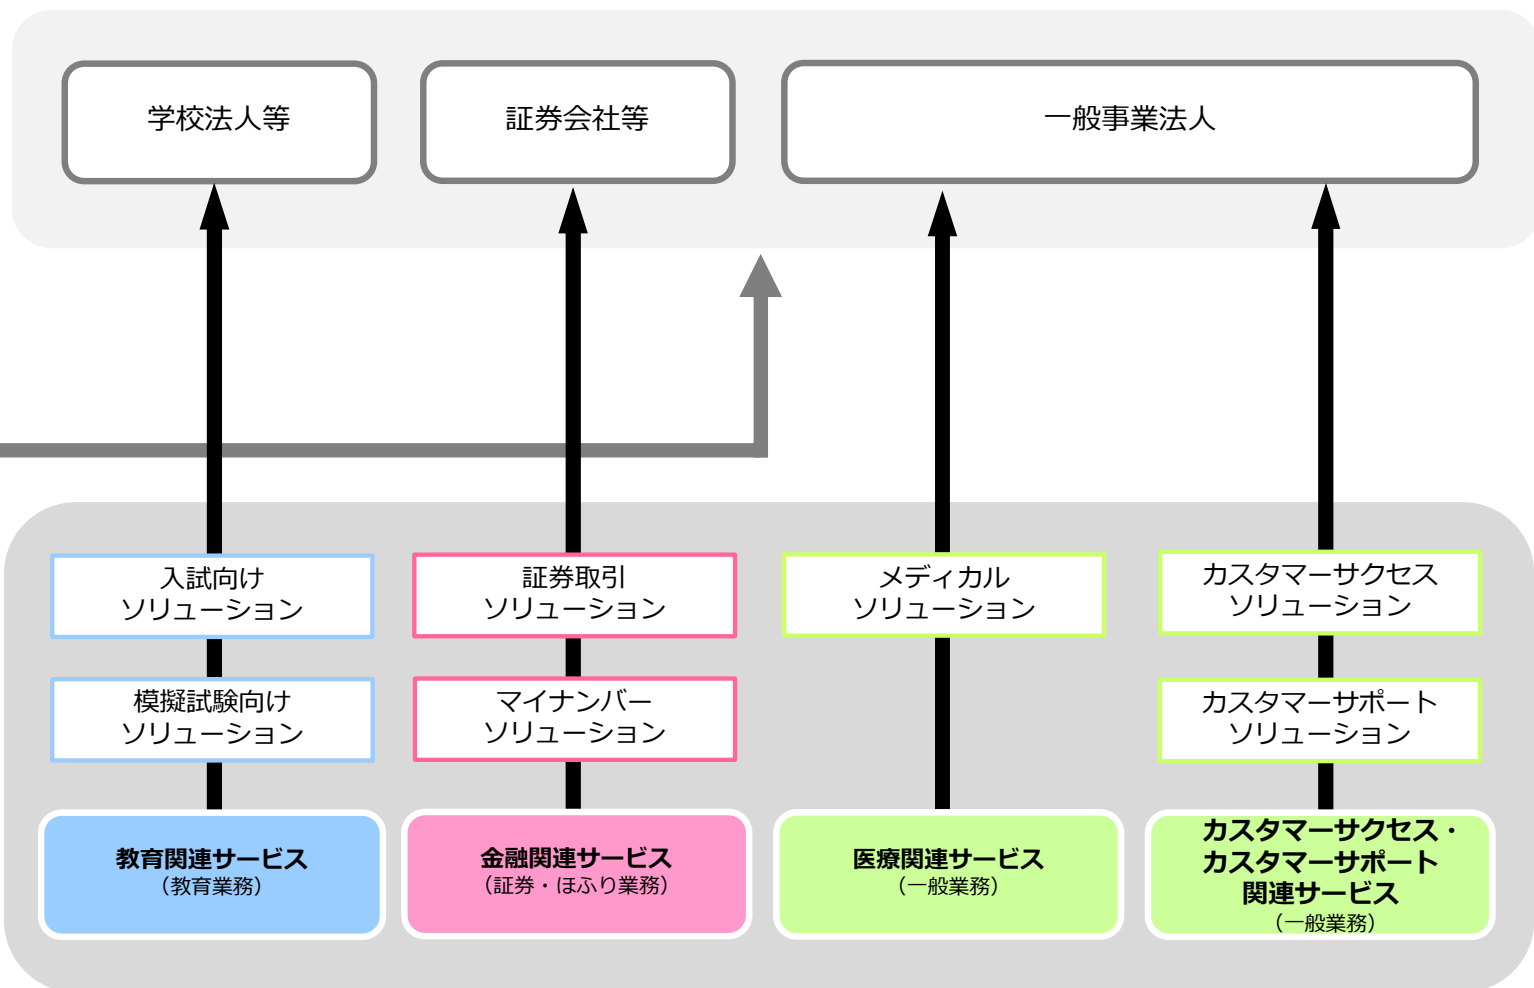 学校法人等
証券会社等
一般事業法人
入試向け
ソリューション
証券取引
ソリューション
メディカル
ソリューション
カスタマーサクセス
ソリューション
模擬試験向け
ソリューション
マイナンバー
ソリューション
カスタマーサポート
ソリューション
教育関連サービス
（教育業務）
金融関連サービス
（証券・ほふり業務）
医療関連サービス
（一般業務）
カスタマーサクセス・
カスタマーサポート
関連サービス
（一般業務）